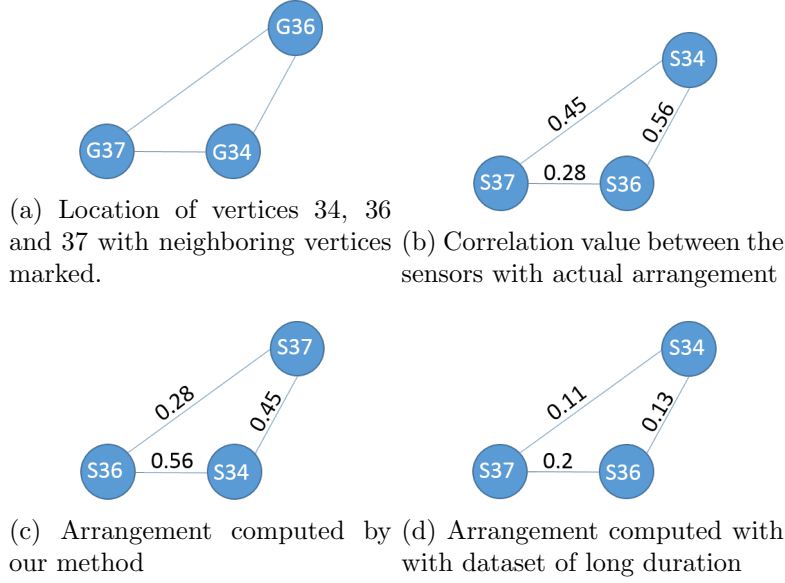 G36
G37
G34
(a) Location of vertices 34, 36
and 37 with neighboring vertices
marked.
S34
0.45
0.56
S37
0.28
S36
(b) Correlation value between the
sensors with actual arrangement
S37
0.28
0.45
S36
0.56
S34
(c) Arrangement computed by
our method
S34
0.11
0.13
S37
0.2
S36
(d) Arrangement computed with
with dataset of long duration